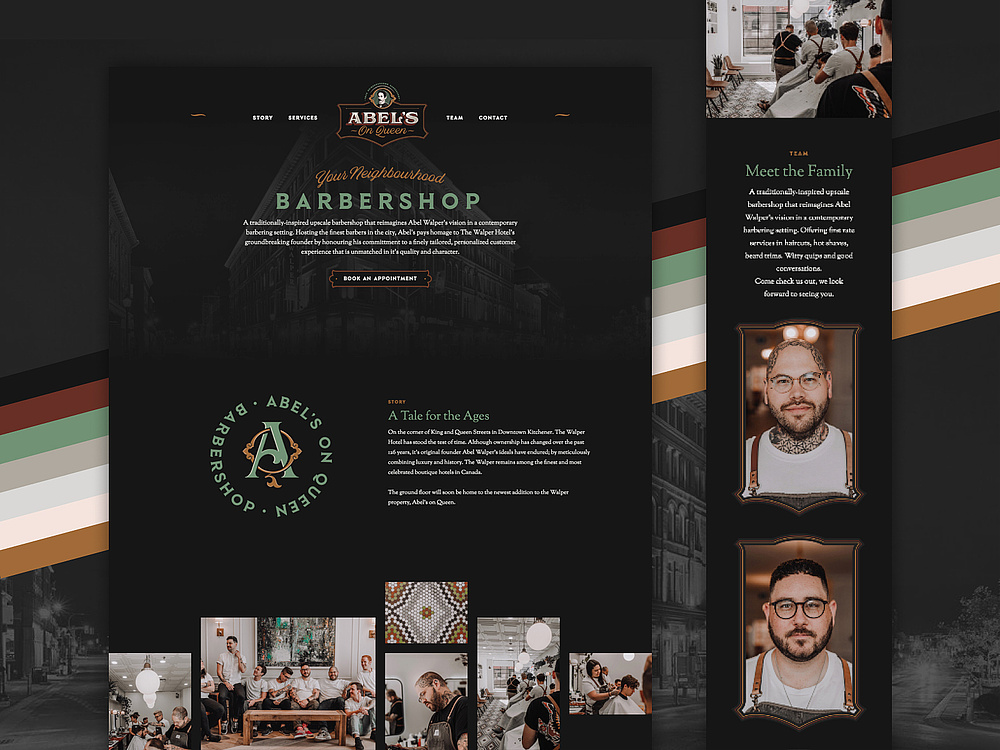 STORY
SERVICES
ABEL'S
On Queen
TEAM
CONTACT
Your Neighbourhood
BARBERSHOP
A traditionally-inspired upscale barbershop that reimagines Abel Walper's vision in a contemporary
barbering setting. Hosting the finest barbers in the city, Abel's pays homage to The Walper Hotel's
groundbreaking founder by honouring his commitment to a finely tailored, personalized customer
experience that is unmatched in it's quality and character.
BOOK AN APPOINTMENT
ABEL'S ON QUEEN · BARBERSHOP ·
A
STORY
A Tale for the Ages
On the corner of King and Queen Streets in Downtown Kitchener. The Walper
Hotel has stood the test of time. Although ownership has changed over the past
126 years, it's original founder Abel Walper's ideals have endured; by meticulously
combining luxury and history. The Walper remains among the finest and most
celebrated boutique hotels in Canada.
The ground floor will soon be home to the newest addition to the Walper
property, Abel's on Queen.
TEAM
Meet the Family
A traditionally-inspired upscale
barbershop that reimagines Abel
Walper's vision in a contemporary
barbering setting. Offering first rate
services in haircuts, hot shaves,
beard trims. Witty quips and good
conversations.
Come check us out, we look
forward to seeing you.